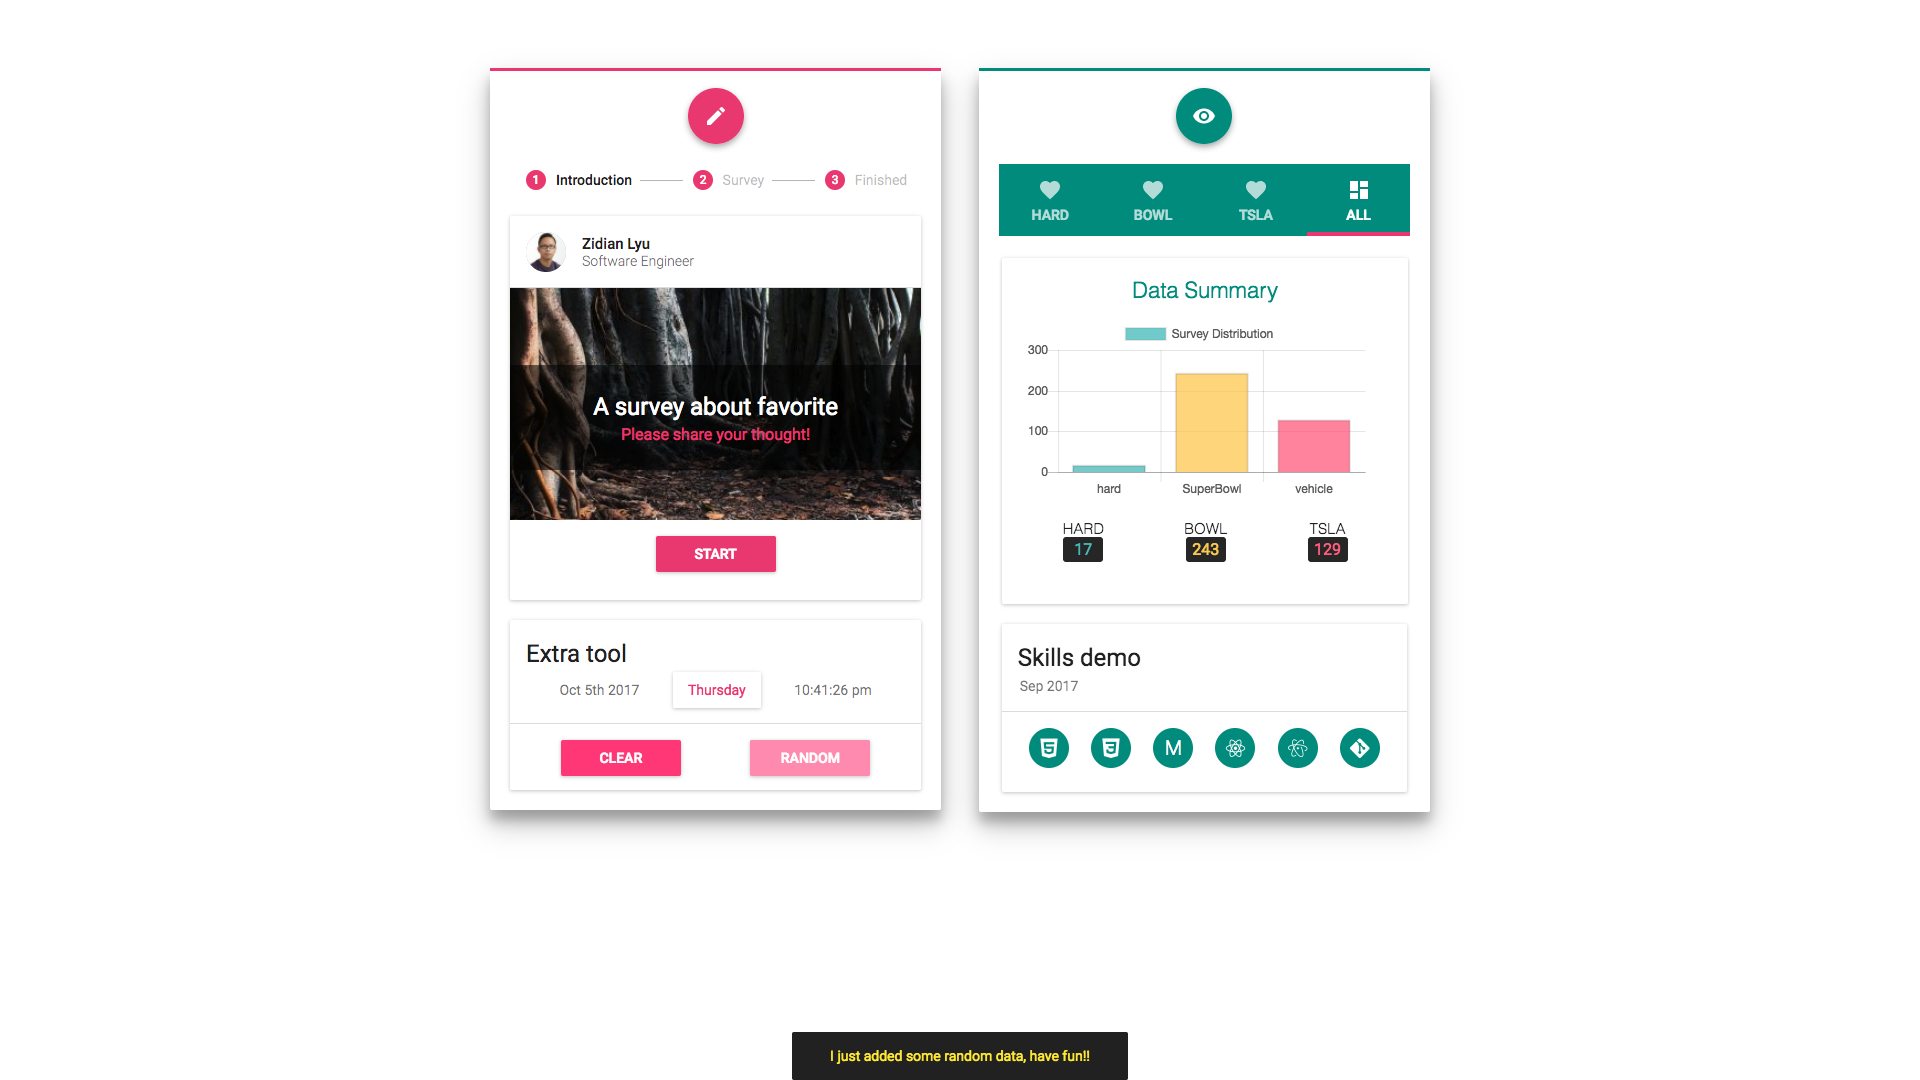 1 Introduction 2 Survey 3 Finished
Zidian Lyu
Software Engineer
A survey about favorite
Please share your thought!
START
Extra tool
Oct 5th 2017 Thursday 10:41:26 pm
CLEAR RANDOM
HARD BOWL TSLA ALL
Data Summary
Survey Distribution
300
200
100
0
hard SuperBowl vehicle
HARD BOWL TSLA
17 243 129
Skills demo
Sep 2017
5 3 M
I just added some random data, have fun!!